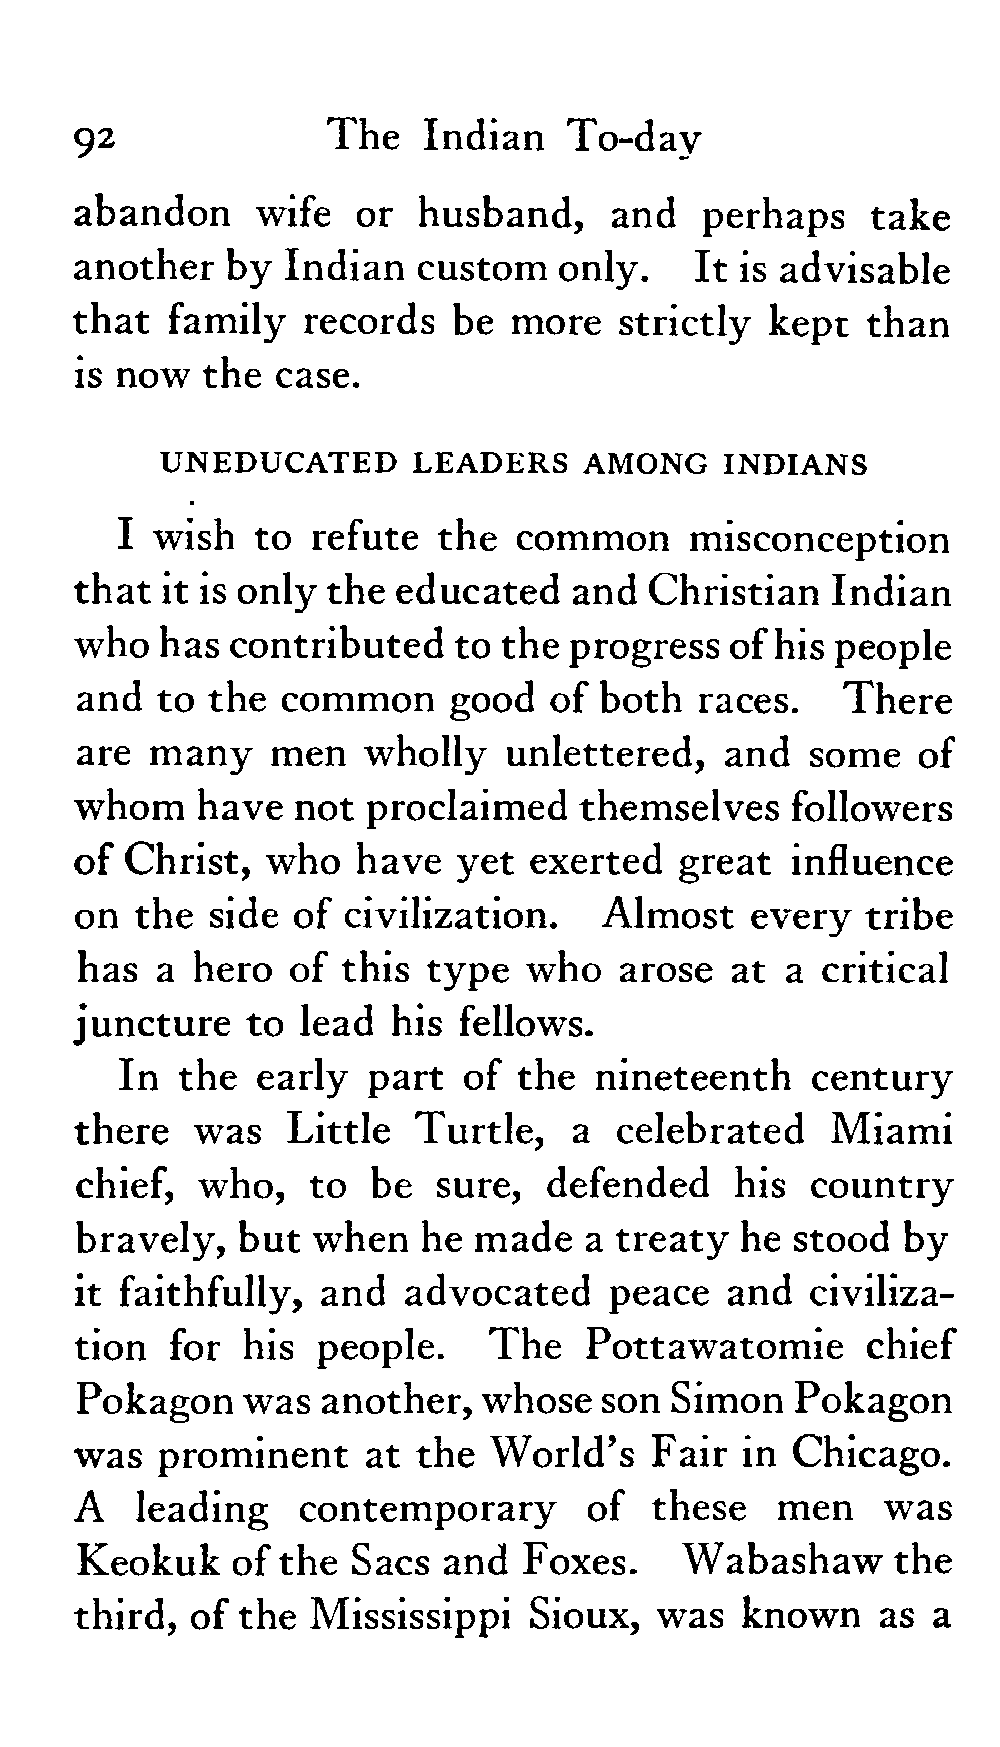 92 The Indian To-day
abandon wife or husband, and perhaps take
another by Indian custom only. It is advisable
that family records be more strictly kept than
is now the case.
UNEDUCATED LEADERS AMONG INDIANS
I wish to refute the common misconception
that it is only the educated and Christian Indian
who has contributed to the progress of his people
and to the common good of both races. There
are many men wholly unlettered, and some of
whom have not proclaimed themselves followers
of Christ, who have yet exerted great influence
on the side of civilization. Almost every tribe
has a hero of this type who arose at a critical
juncture to lead his fellows.
In the early part of the nineteenth century
there was Little Turtle, a celebrated Miami
chief, who, to be sure, defended his country
bravely, but when he made a treaty he stood by
it faithfully, and advocated peace and civiliza-
tion for his people. The Pottawatomie chief
Pokagon was another, whose son Simon Pokagon
was prominent at the World's Fair in Chicago.
A leading contemporary of these men was
Keokuk of the Sacs and Foxes. Wabashaw the
third, of the Mississippi Sioux, was known as a